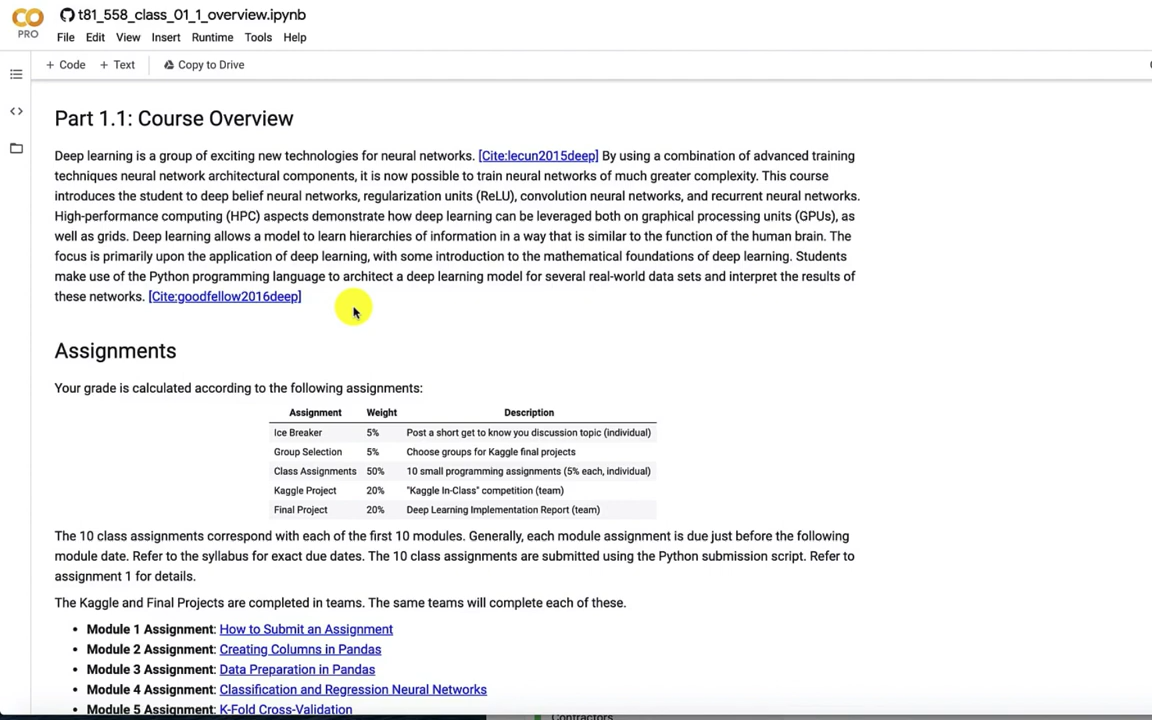 CO
PRO
t81_558_class_01_1_overview.ipynb
File Edit View Insert Runtime Tools Help
+ Code + Text Copy to Drive
Part 1.1: Course Overview
Deep learning is a group of exciting new technologies for neural networks. [Cite:lecun2015deep] By using a combination of advanced training
techniques neural network architectural components, it is now possible to train neural networks of much greater complexity. This course
introduces the student to deep belief neural networks, regularization units (ReLU), convolution neural networks, and recurrent neural networks.
High-performance computing (HPC) aspects demonstrate how deep learning can be leveraged both on graphical processing units (GPUs), as
well as grids. Deep learning allows a model to learn hierarchies of information in a way that is similar to the function of the human brain. The
focus is primarily upon the application of deep learning, with some introduction to the mathematical foundations of deep learning. Students
make use of the Python programming language to architect a deep learning model for several real-world data sets and interpret the results of
these networks. [Cite:goodfellow2016deep]
Assignments
Your grade is calculated according to the following assignments:
Assignment Weight Description
Ice Breaker 5% Post a short get to know you discussion topic (individual)
Group Selection 5% Choose groups for Kaggle final projects
Class Assignments 50% 10 small programming assignments (5% each, individual)
Kaggle Project 20% "Kaggle In-Class" competition (team)
Final Project 20% Deep Learning Implementation Report (team)
The 10 class assignments correspond with each of the first 10 modules. Generally, each module assignment is due just before the following
module date. Refer to the syllabus for exact due dates. The 10 class assignments are submitted using the Python submission script. Refer to
assignment 1 for details.
The Kaggle and Final Projects are completed in teams. The same teams will complete each of these.
• Module 1 Assignment: How to Submit an Assignment
• Module 2 Assignment: Creating Columns in Pandas
• Module 3 Assignment: Data Preparation in Pandas
• Module 4 Assignment: Classification and Regression Neural Networks
• Module 5 Assignment: K-Fold Cross-Validation
Contractors